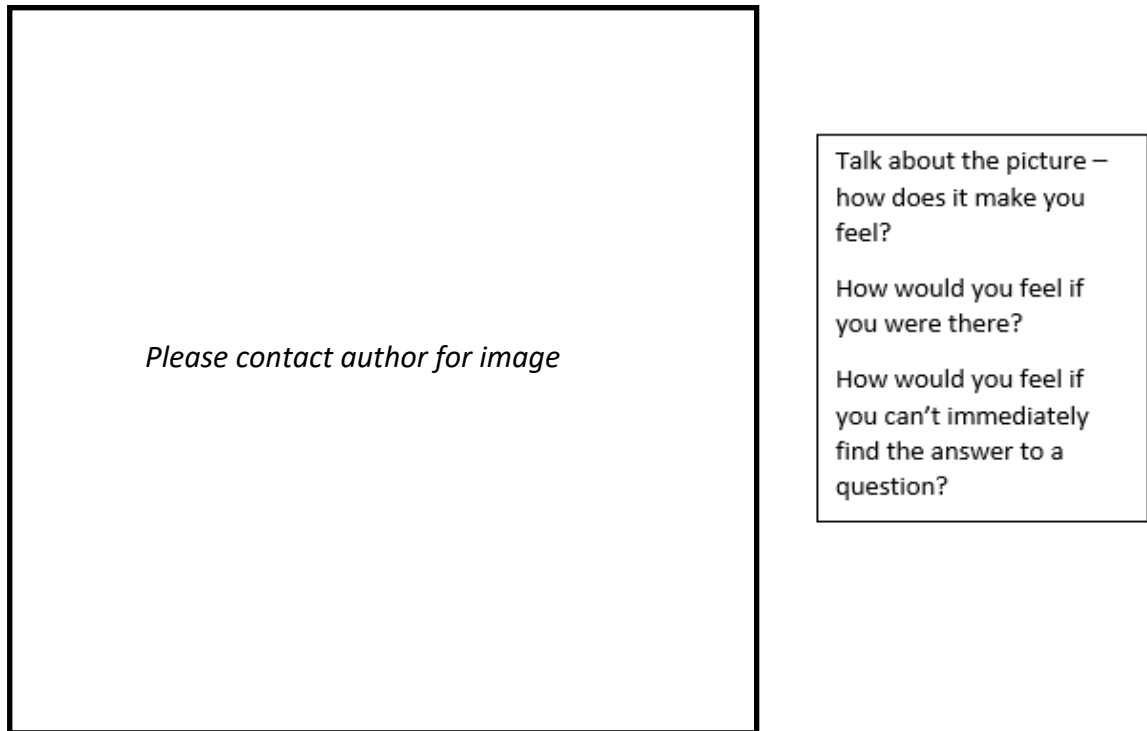 Please contact author for image
Talk about the picture –
how does it make you
feel?
How would you feel if
you were there?
How would you feel if
you can’t immediately
find the answer to a
question?